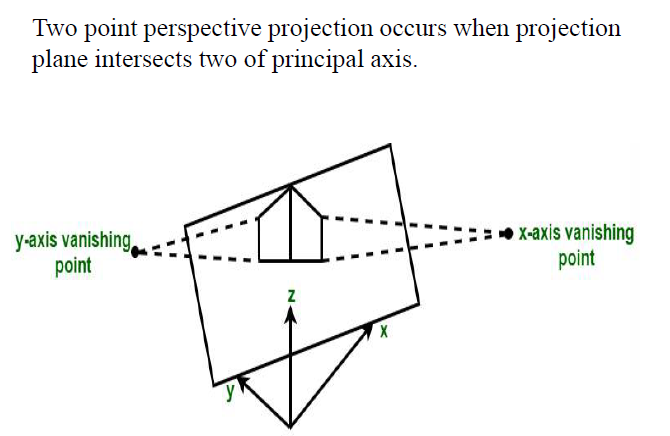 Two point perspective projection occurs when projection
plane intersects two of principal axis.
y-axis vanishing
point
x-axis vanishing
point
z
x
y